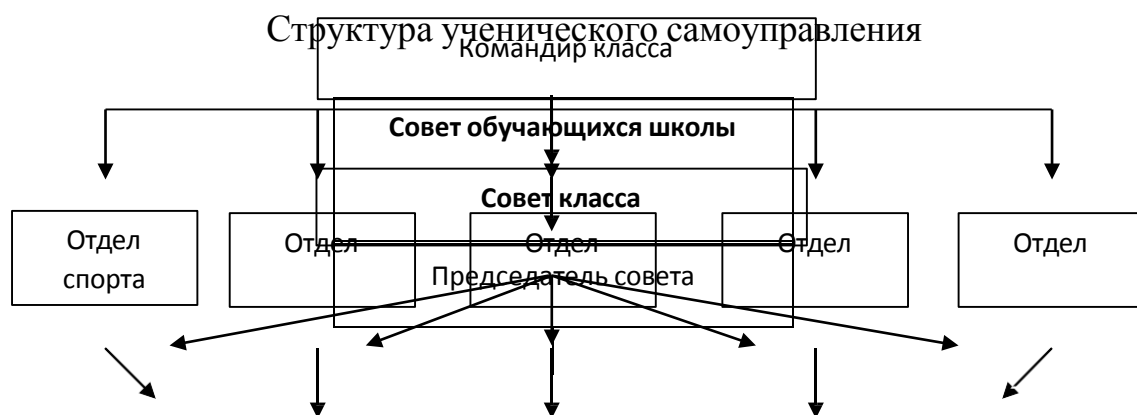 Структура ученического самоуправления
Командир класса
Совет обучающихся школы
Совет класса
Отдел
спорта
Отдел
Отдел
Отдел
Отдел
Председатель совета